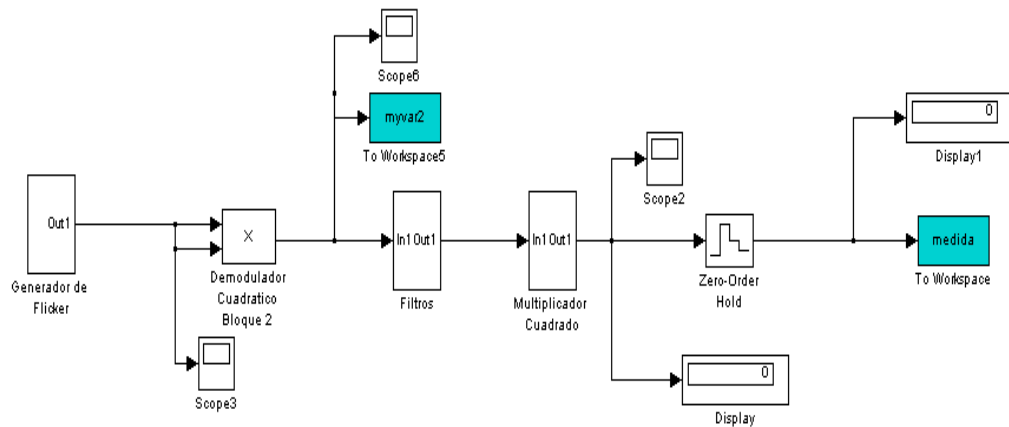 Scope6
myvar2
To Workspace5
0
Display1
Scope2
Out1
Generador de
Flicker
X
Demodulador
Cuadratico
Bloque 2
In1 Out1
Filtros
In1 Out1
Multiplicador
Cuadrado
Zero-Order
Hold
medida
To Workspace
Scope3
0
Display